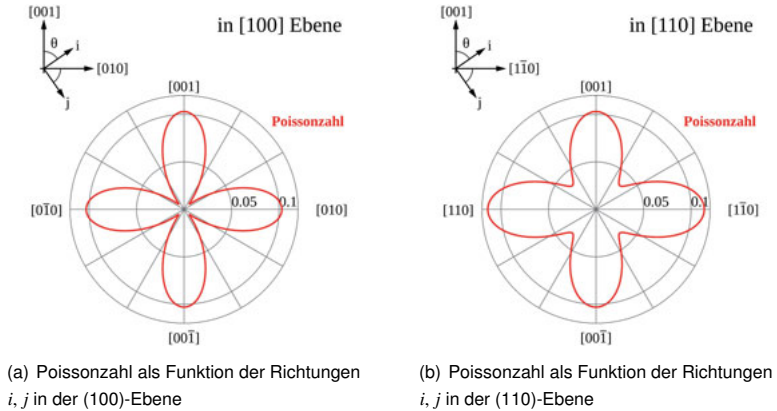 [001]
in [100] Ebene
θ
i
[010]
j
[001]
Poissonzahl
[01̄0]
0.05
0.1
[010]
[001̄]
(a) Poissonzahl als Funktion der Richtungen
i, j in der (100)-Ebene
[001]
in [110] Ebene
θ
i
[11̄0]
j
[001]
Poissonzahl
[110]
0.05
0.1
[11̄0]
[001̄]
(b) Poissonzahl als Funktion der Richtungen
i, j in der (110)-Ebene